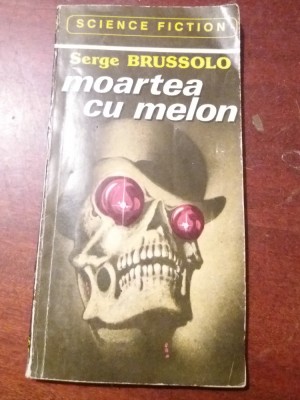 SCIENCE FICTION
Serge BRUSSOLO
moartea
cu melon